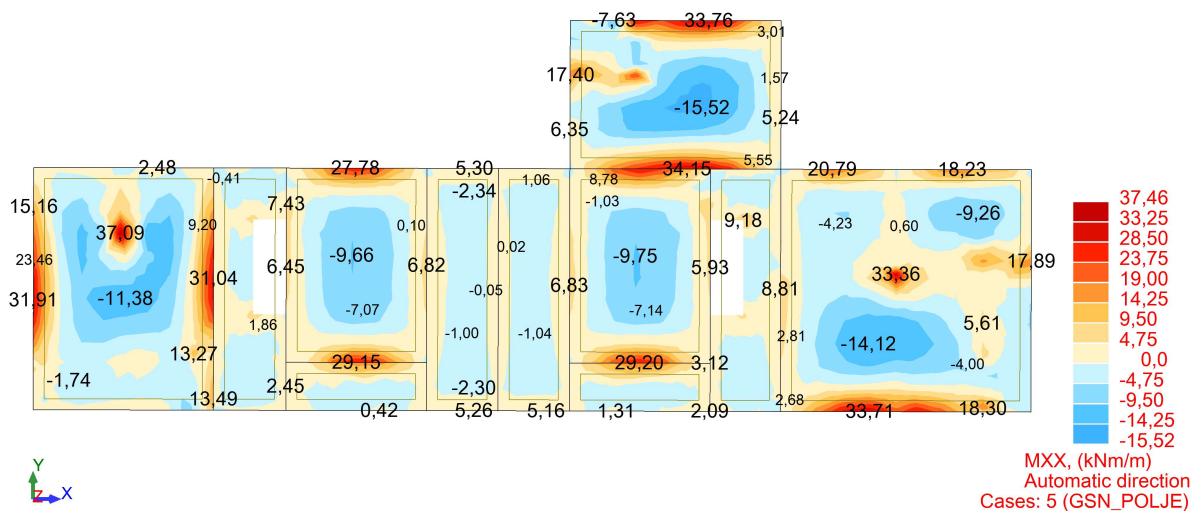 -7,63 33,76
3,01
17,40
1,57
-15,52
5,24
6,35
5,55
2,48 27,78 5,30 34,15 20,79 18,23
-0,41 1,06 8,78
-2,34
15,16 7,43 -1,03 9,18 -4,23 -9,26
37,09 9,20 0,10 0,60
0,02
23,46 6,45 -9,66 6,82 -9,75 5,93 17,89
31,04 33,36
31,91 -11,38 -0,05 6,83 8,81
-7,07 -7,14
1,86 -1,00 -1,04 2,81 5,61
-14,12
13,27 29,15 29,20 3,12 -4,00
-1,74 2,45 -2,30
13,49 2,68
0,42 5,26 5,16 1,31 2,09 33,71 18,30
37,46
33,25
28,50
23,75
19,00
14,25
9,50
4,75
0,0
-4,75
-9,50
-14,25
-15,52
MXX, (kNm/m)
Automatic direction
Cases: 5 (GSN_POLJE)
Y
Z X